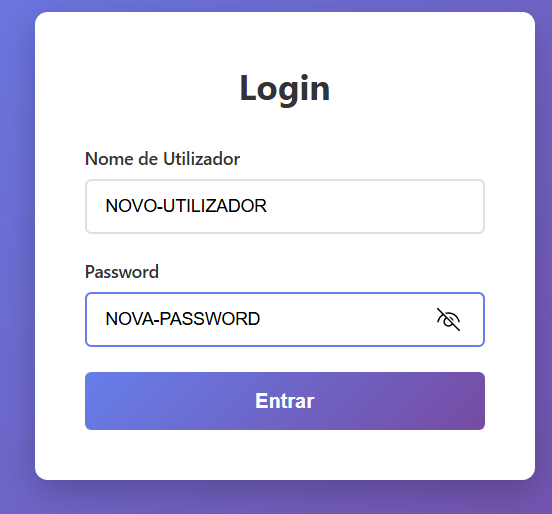 Login
Nome de Utilizador
NOVO-UTILIZADOR
Password
NOVA-PASSWORD
Entrar